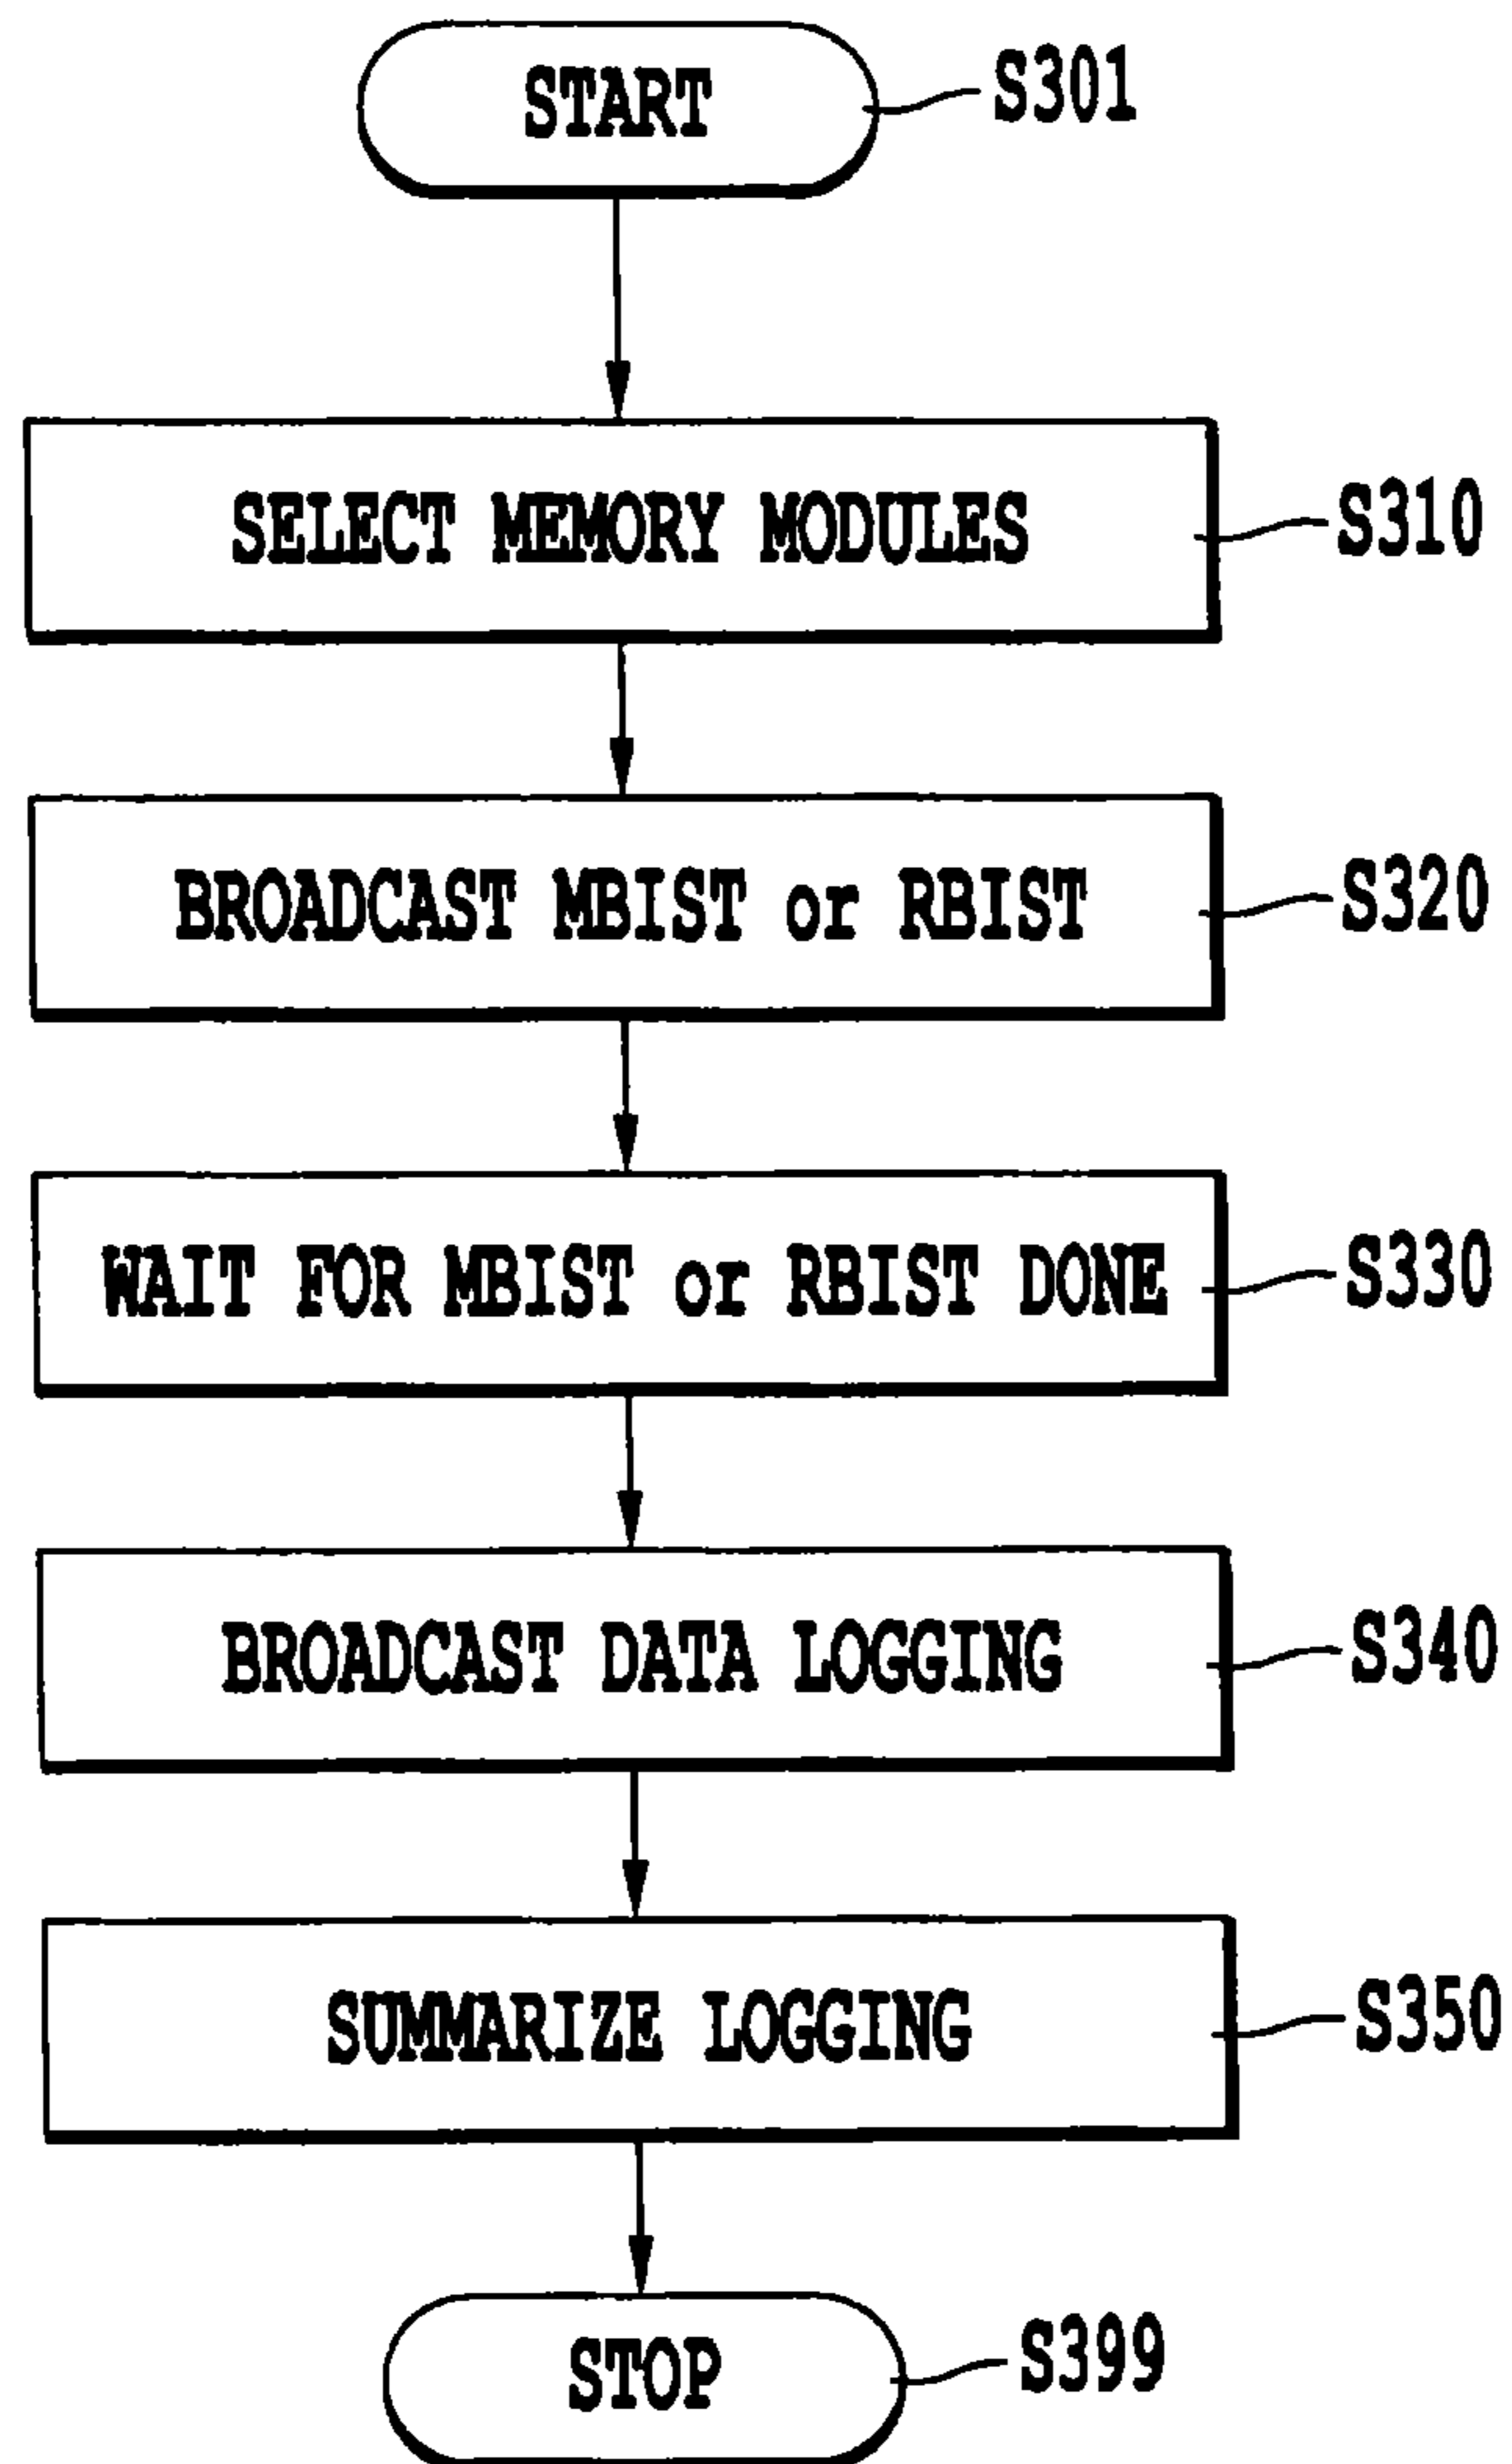 START S301
SELECT MEMORY MODULES S310
BROADCAST MBIST or RBIST S320
WAIT FOR MBIST or RBIST DONE S330
BROADCAST DATA LOGGING S340
SUMMARIZE LOGGING S350
STOP S399